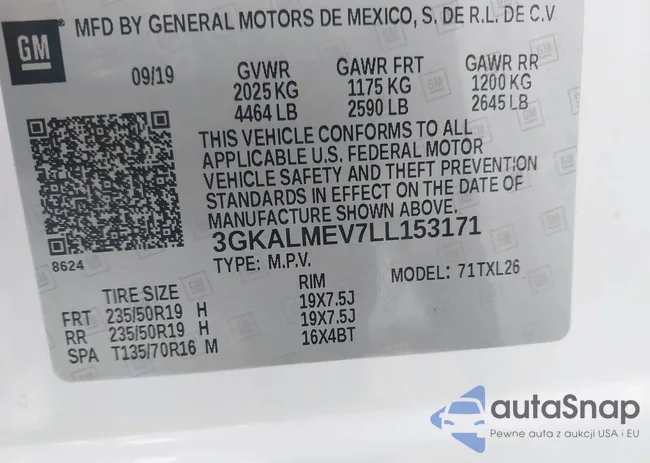 GM
® MFD BY GENERAL MOTORS DE MEXICO, S. DE R.L. DE C.V
09/19 GVWR GAWR FRT GAWR RR
2025 KG 1175 KG 1200 KG
4464 LB 2590 LB 2645 LB
THIS VEHICLE CONFORMS TO ALL
APPLICABLE U.S. FEDERAL MOTOR
VEHICLE SAFETY AND THEFT PREVENTION
STANDARDS IN EFFECT ON THE DATE OF
MANUFACTURE SHOWN ABOVE.
3GKALMEV7LL153171
8624
TYPE: M.P.V. MODEL: 71TXL26
TIRE SIZE RIM
FRT 235/50R19 H 19X7.5J
RR 235/50R19 H 19X7.5J
SPA T135/70R16 M 16X4BT
autaSnap
Pewne auta z aukcji USA i EU